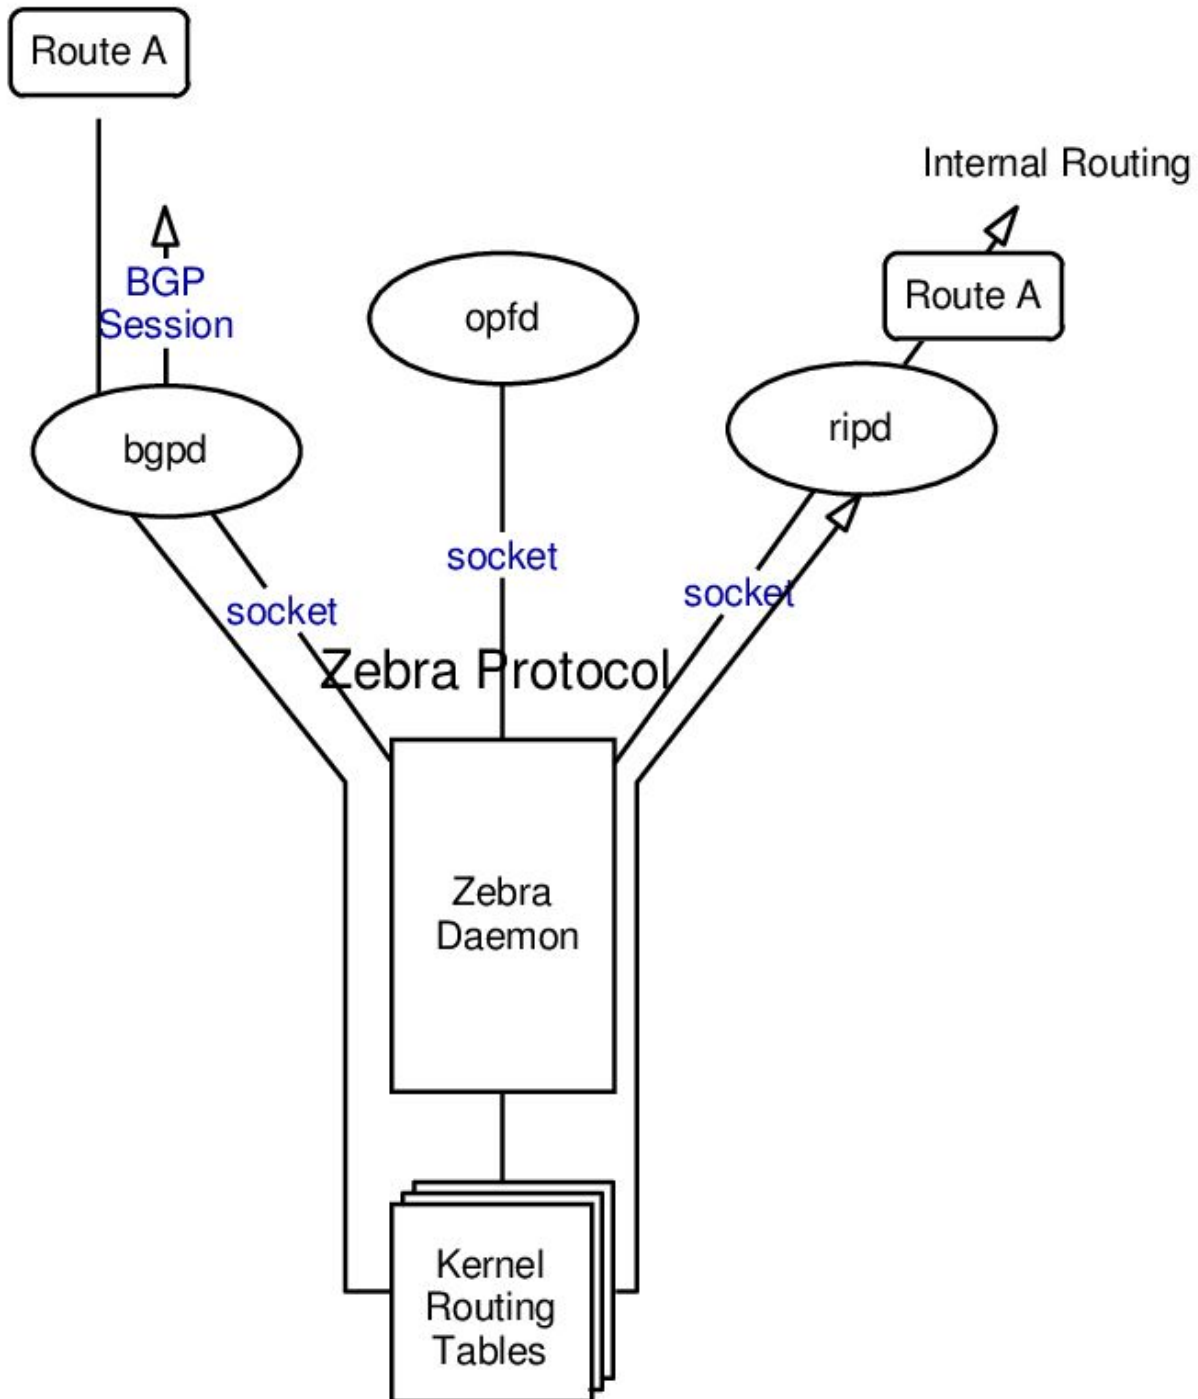 Route A
Internal Routing
BGP
Session
opfd
Route A
bgpd
ripd
socket
socket
socket
Zebra Protocol
Zebra
Daemon
Kernel
Routing
Tables